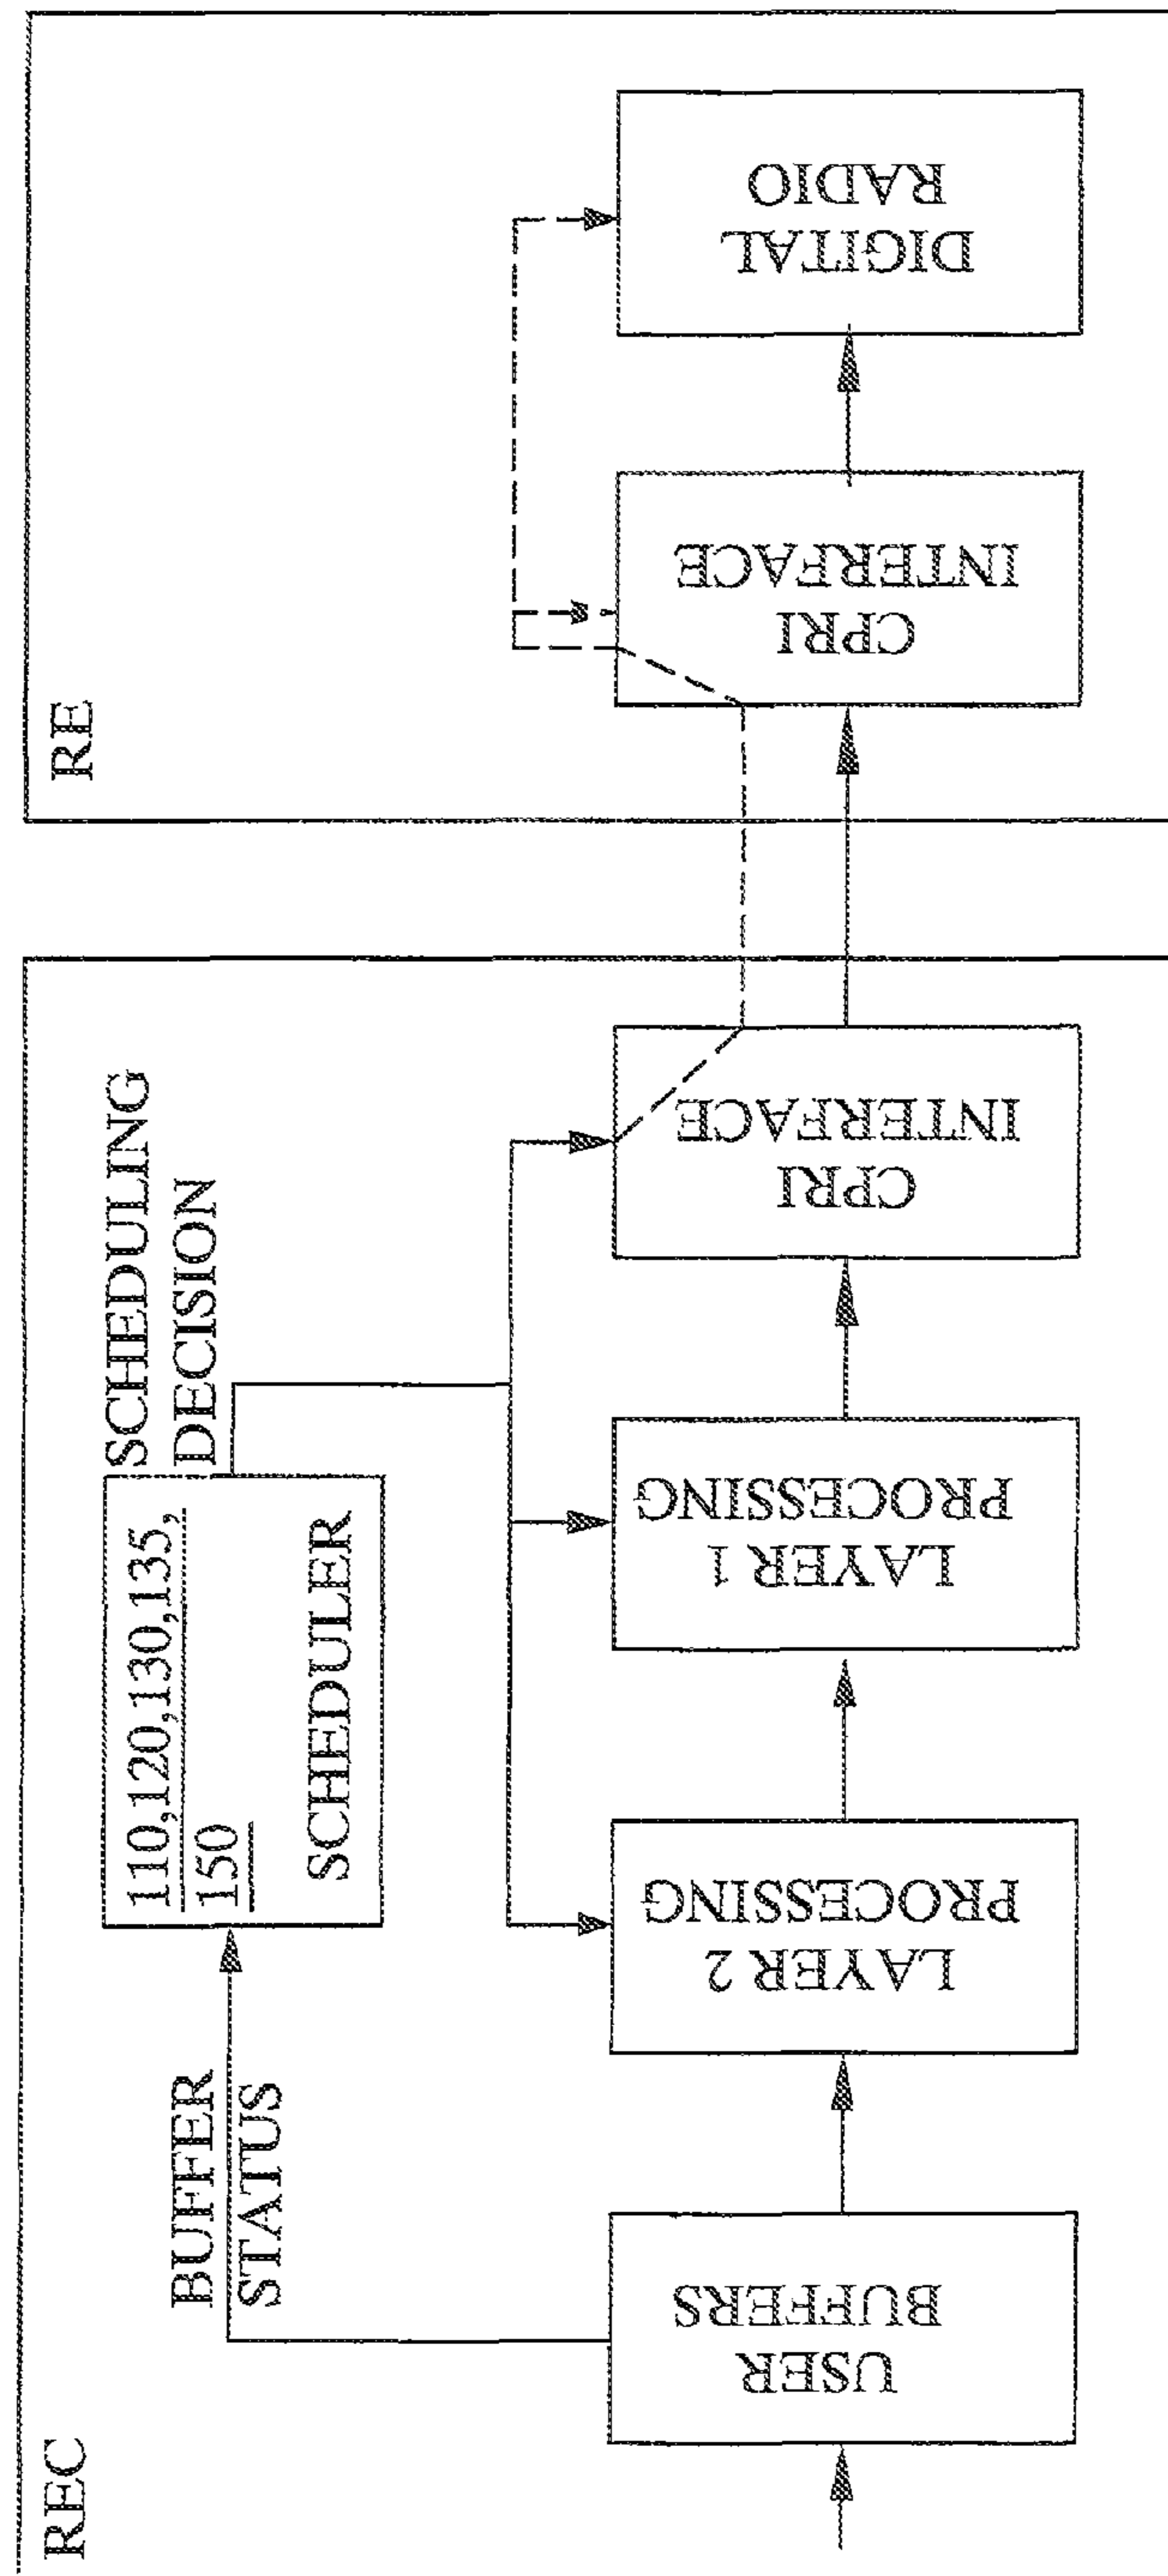 REC
BUFFER
STATUS
110,120,130,135,
150
SCHEDULER
SCHEDULING
DECISION
USER
BUFFERS
LAYER 2
PROCESSING
LAYER 1
PROCESSING
CPRI
INTERFACE
RE
CPRI
INTERFACE
DIGITAL
RADIO